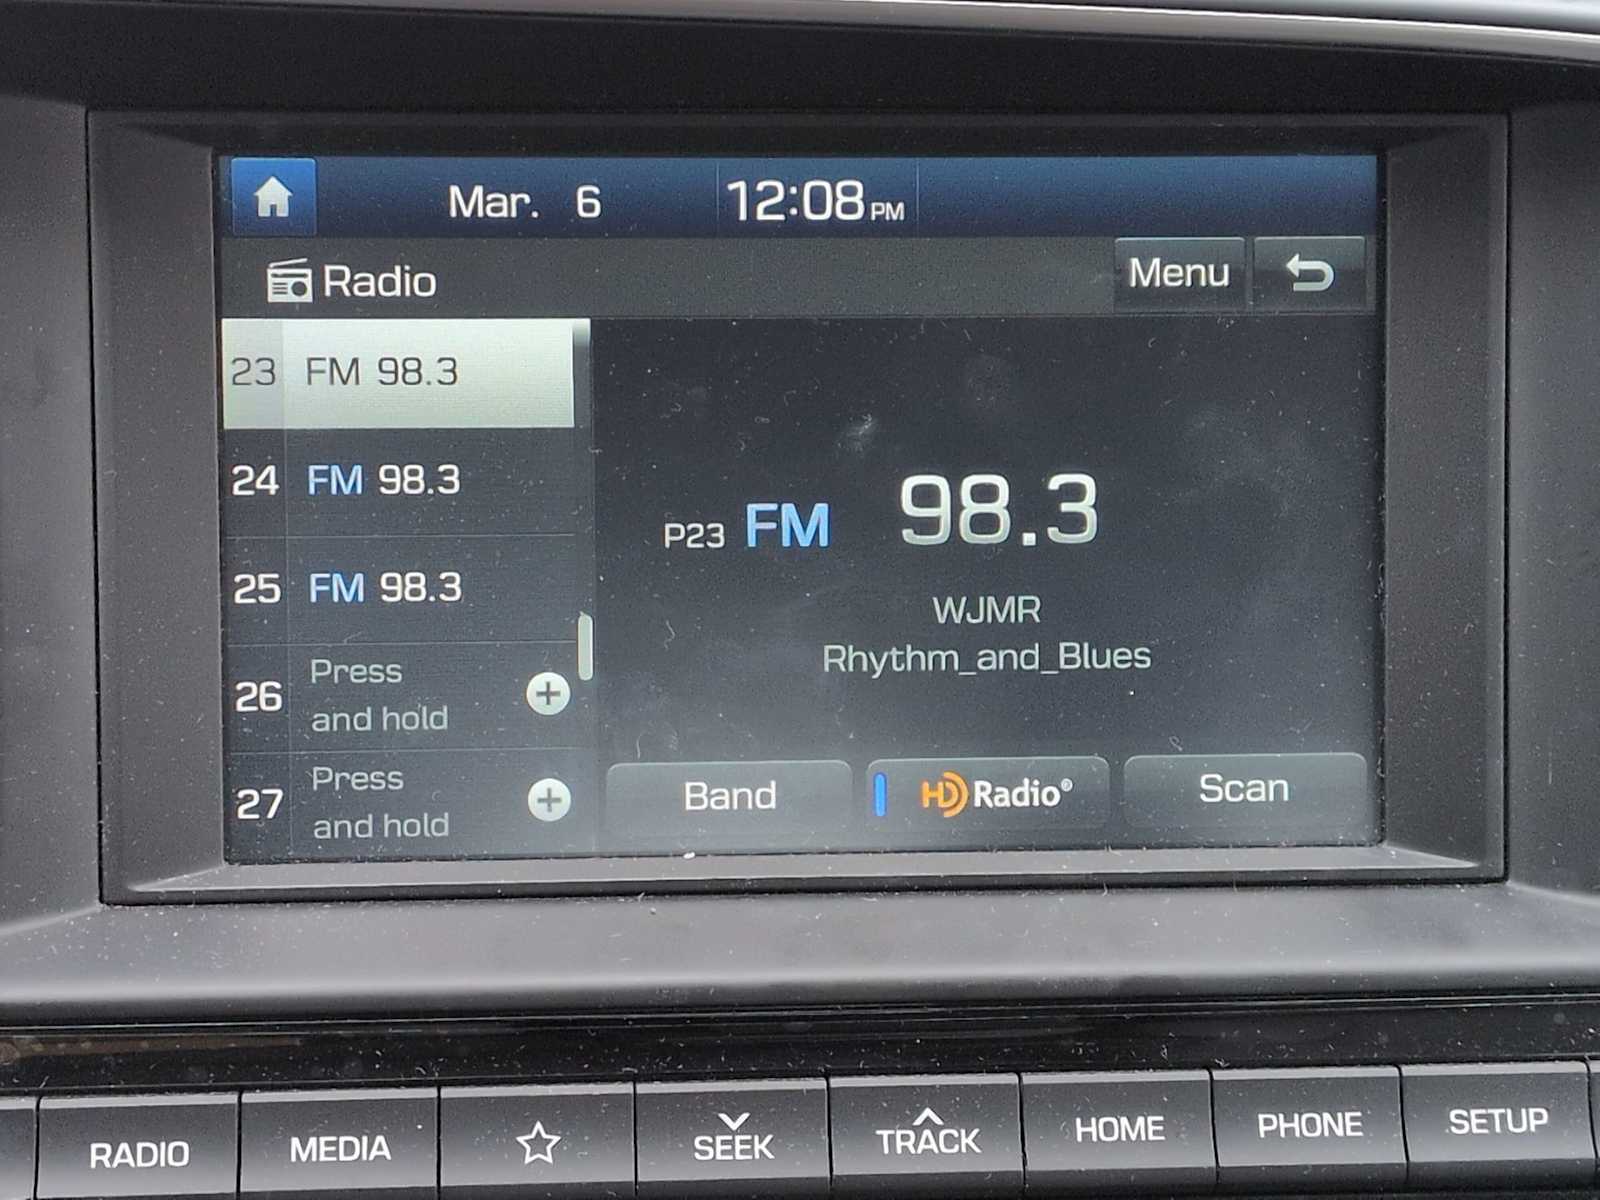 Mar. 6 12:08 PM
Radio Menu
23 FM 98.3
24 FM 98.3
25 FM 98.3
26 Press
and hold
27 Press
and hold
P23 FM 98.3
WJMR
Rhythm_and_Blues
Band HD Radio® Scan
RADIO MEDIA SEEK TRACK HOME PHONE SETUP